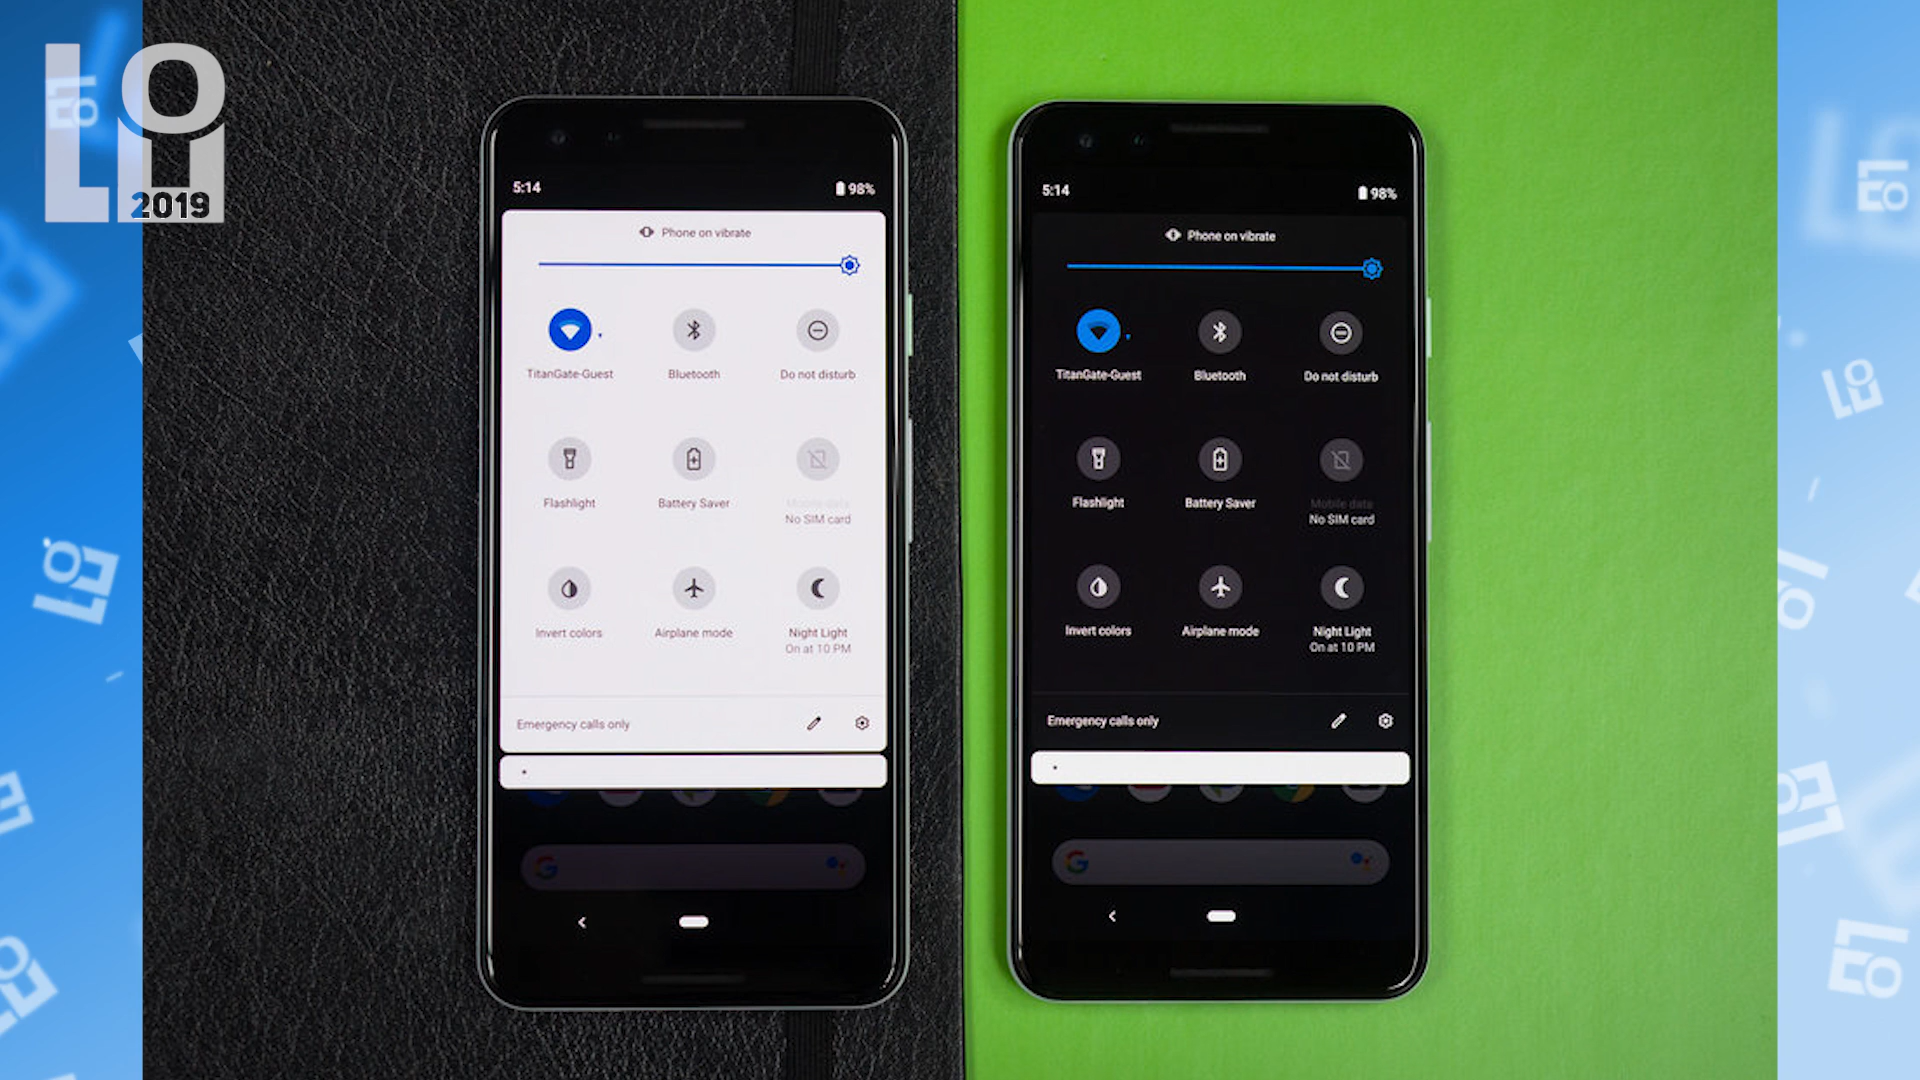 LOLI
2019
5:14
98%
Phone on vibrate
TitanGate-Guest
Bluetooth
Do not disturb
Flashlight
Battery Saver
Mobile data
No SIM card
Invert colors
Airplane mode
Night Light
On at 10 PM
Emergency calls only
G
5:14
98%
Phone on vibrate
TitanGate-Guest
Bluetooth
Do not disturb
Flashlight
Battery Saver
Mobile data
No SIM card
Invert colors
Airplane mode
Night Light
On at 10 PM
Emergency calls only
G